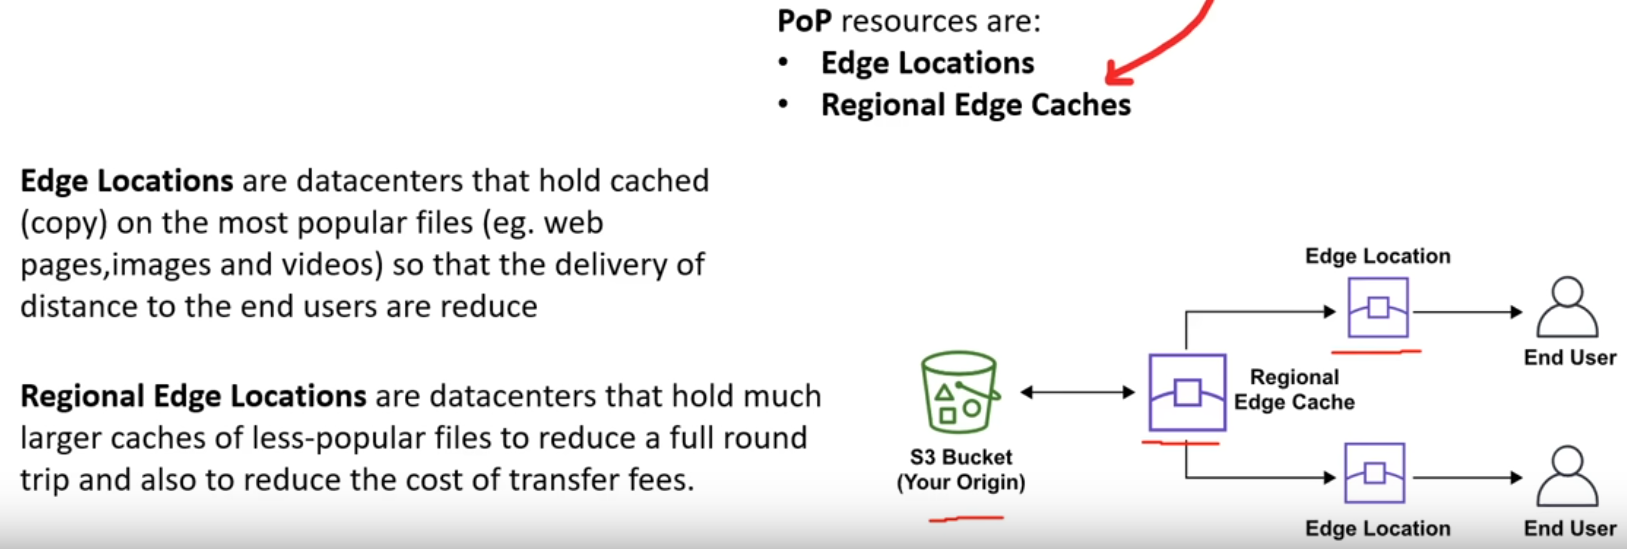 PoP resources are:
• Edge Locations
• Regional Edge Caches
Edge Locations are datacenters that hold cached
(copy) on the most popular files (eg. web
pages,images and videos) so that the delivery of
distance to the end users are reduce
Regional Edge Locations are datacenters that hold much
larger caches of less-popular files to reduce a full round
trip and also to reduce the cost of transfer fees.
Edge Location
End User
Regional
Edge Cache
S3 Bucket
(Your Origin)
Edge Location
End User